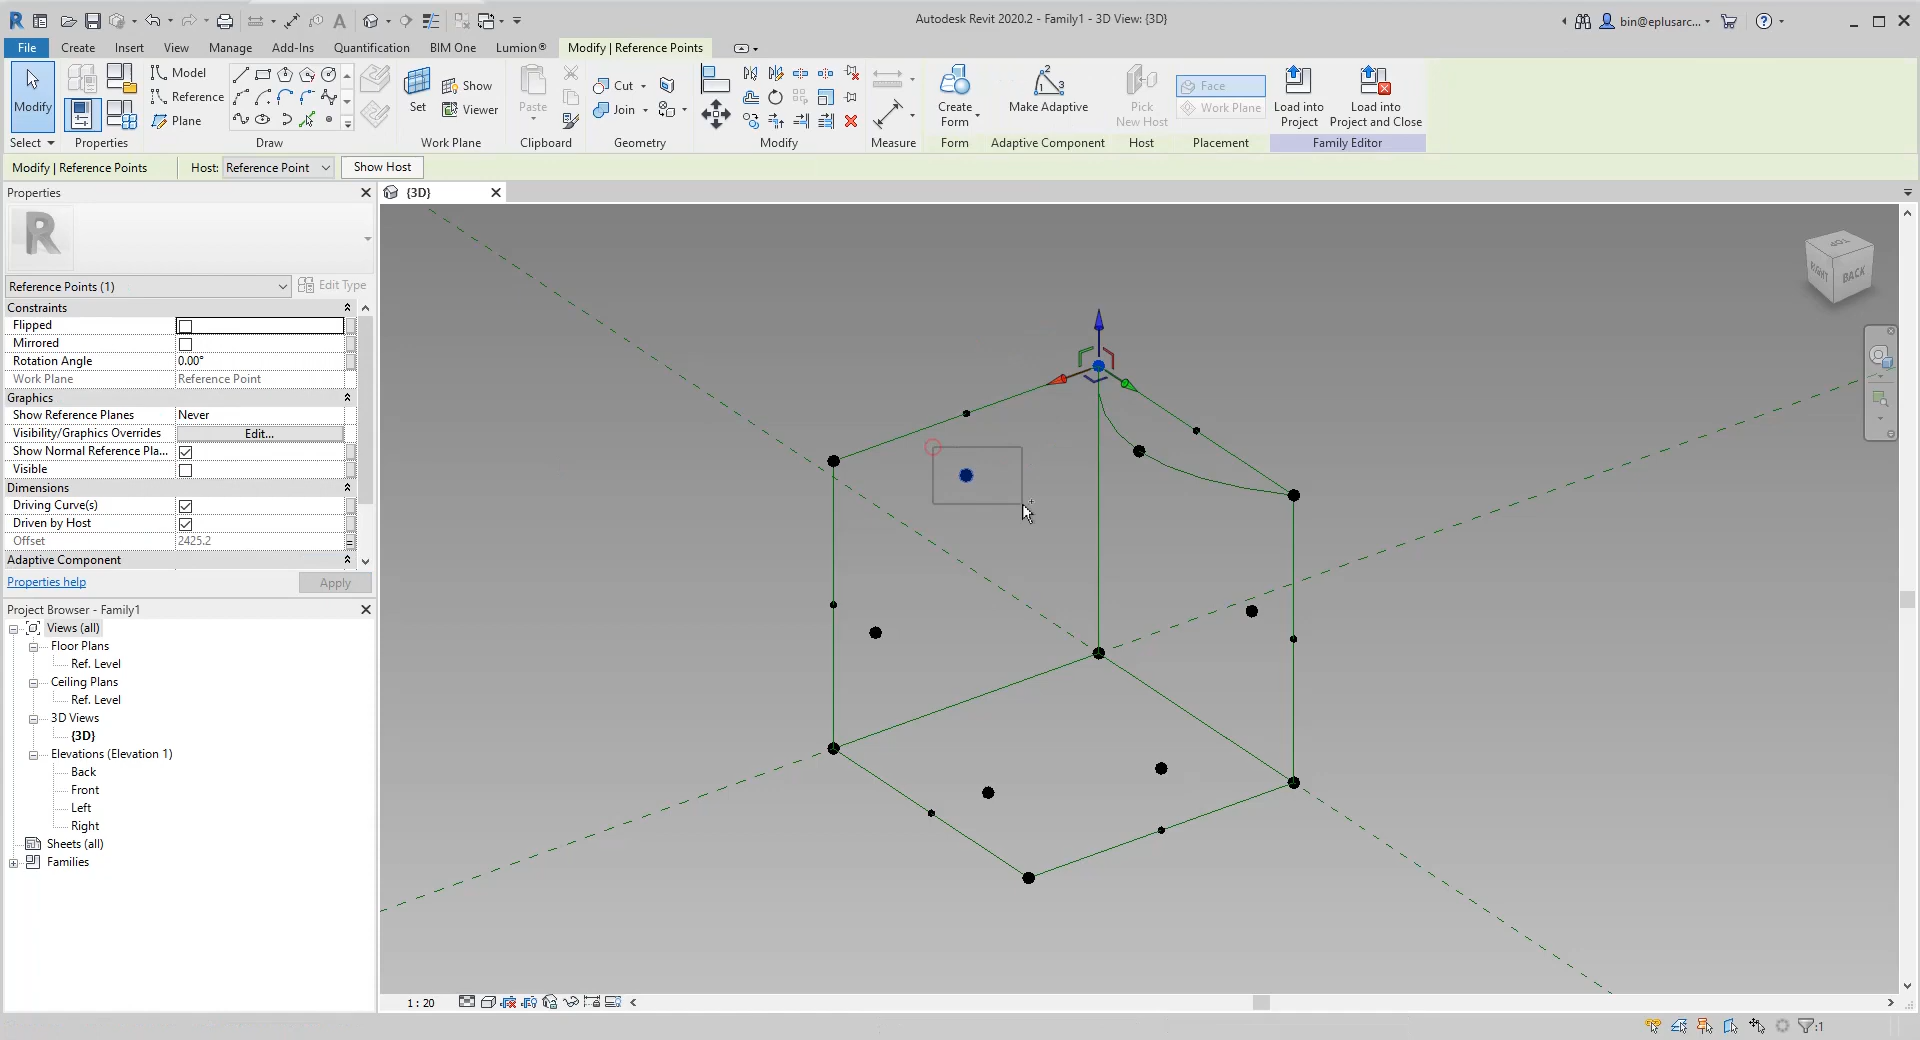 Autodesk Revit 2020.2 - Family1 - 3D View: {3D}
bin@eplusarc...
File
Create
Insert
View
Manage
Add-Ins
Quantification
BIM One
Lumion®
Modify | Reference Points
Modify
Model
Reference
Plane
Set
Show
Viewer
Paste
Cut
Join
Create
Form
Make Adaptive
Pick
New Host
Face
Work Plane
Load into
Project
Load into
Project and Close
Select
Properties
Draw
Work Plane
Clipboard
Geometry
Modify
Measure
Form
Adaptive Component
Host
Placement
Family Editor
Modify | Reference Points
Host:
Reference Point
Show Host
Properties
{3D}
Reference Points (1)
Edit Type
Constraints
Flipped
Mirrored
Rotation Angle
0.00°
Work Plane
Reference Point
Graphics
Show Reference Planes
Never
Visibility/Graphics Overrides
Edit...
Show Normal Reference Pla...
Visible
Dimensions
Driving Curve(s)
Driven by Host
Offset
2425.2
Adaptive Component
Properties help
Apply
Project Browser - Family1
Views (all)
Floor Plans
Ref. Level
Ceiling Plans
Ref. Level
3D Views
{3D}
Elevations (Elevation 1)
Back
Front
Left
Right
Sheets (all)
Families
TOP
RIGHT
BACK
1 : 20
:1